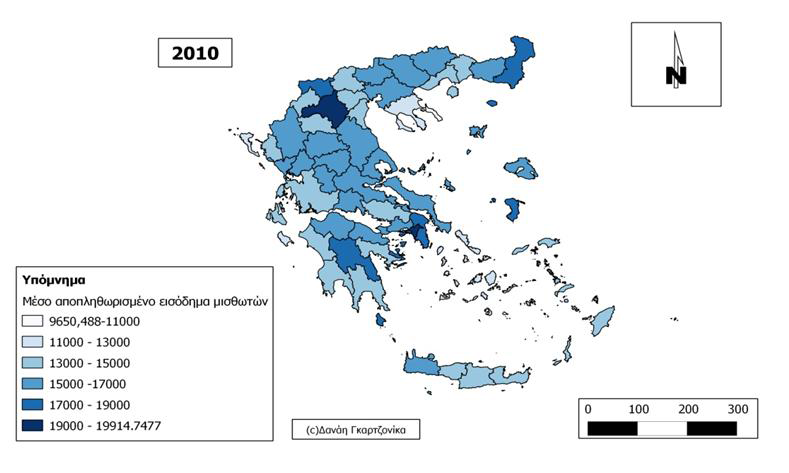 2010
N
Υπόμνημα
Μέσο αποπληθωρισμένο εισόδημα μισθωτών
9650,488-11000
11000 - 13000
13000 - 15000
15000 -17000
17000 - 19000
19000 - 19914.7477
(c)Δανάη Γκαρτζονίκα
0 100 200 300